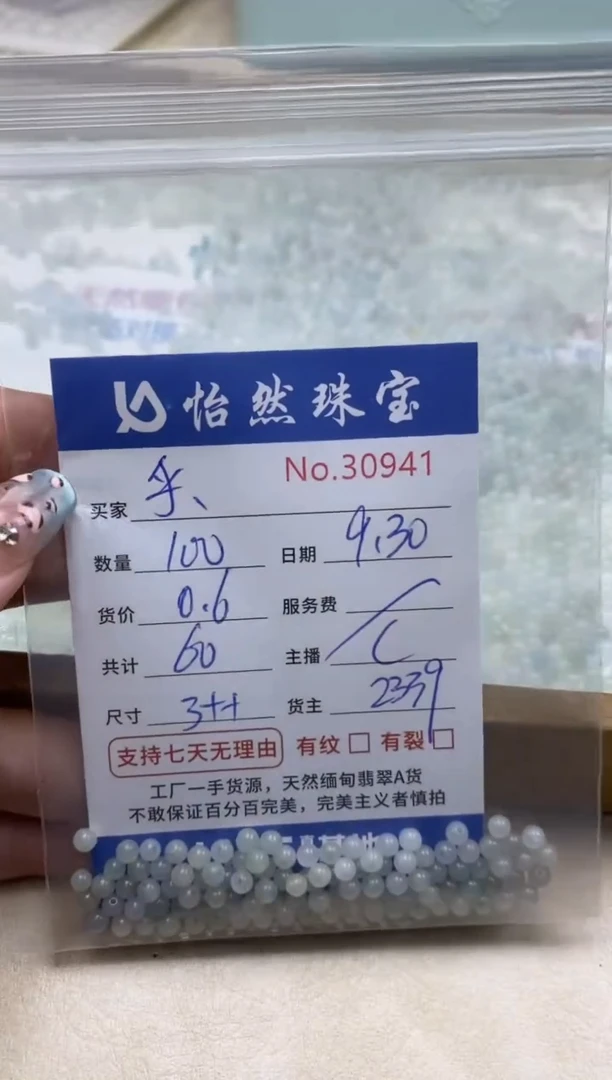 怡然珠宝
No.30941
买家
数量 100 日期 9.30
货价 0.6 服务费
共计 60 主播
尺寸 3++ 货主 2339
支持七天无理由 有纹 有裂
工厂一手货源，天然缅甸翡翠A货
不敢保证百分百完美，完美主义者慎拍